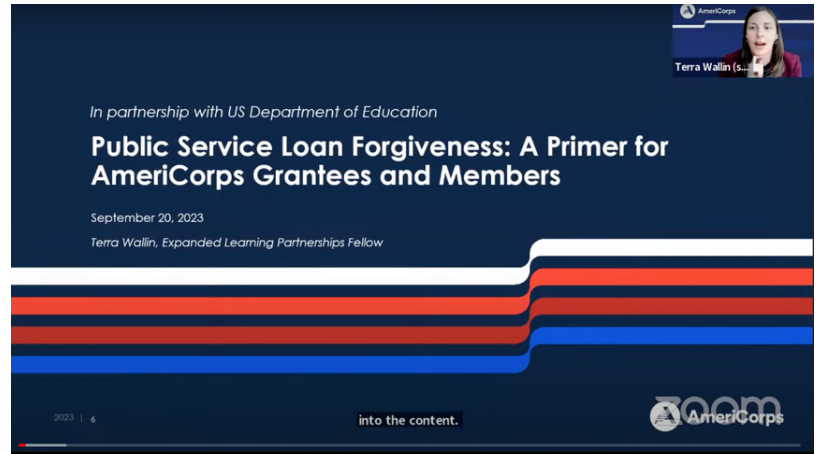 AmeriCorps
Terra Wallin (s...
In partnership with US Department of Education
Public Service Loan Forgiveness: A Primer for
AmeriCorps Grantees and Members
September 20, 2023
Terra Wallin, Expanded Learning Partnerships Fellow
2023 | 6
into the content.
zoom
AmeriCorps